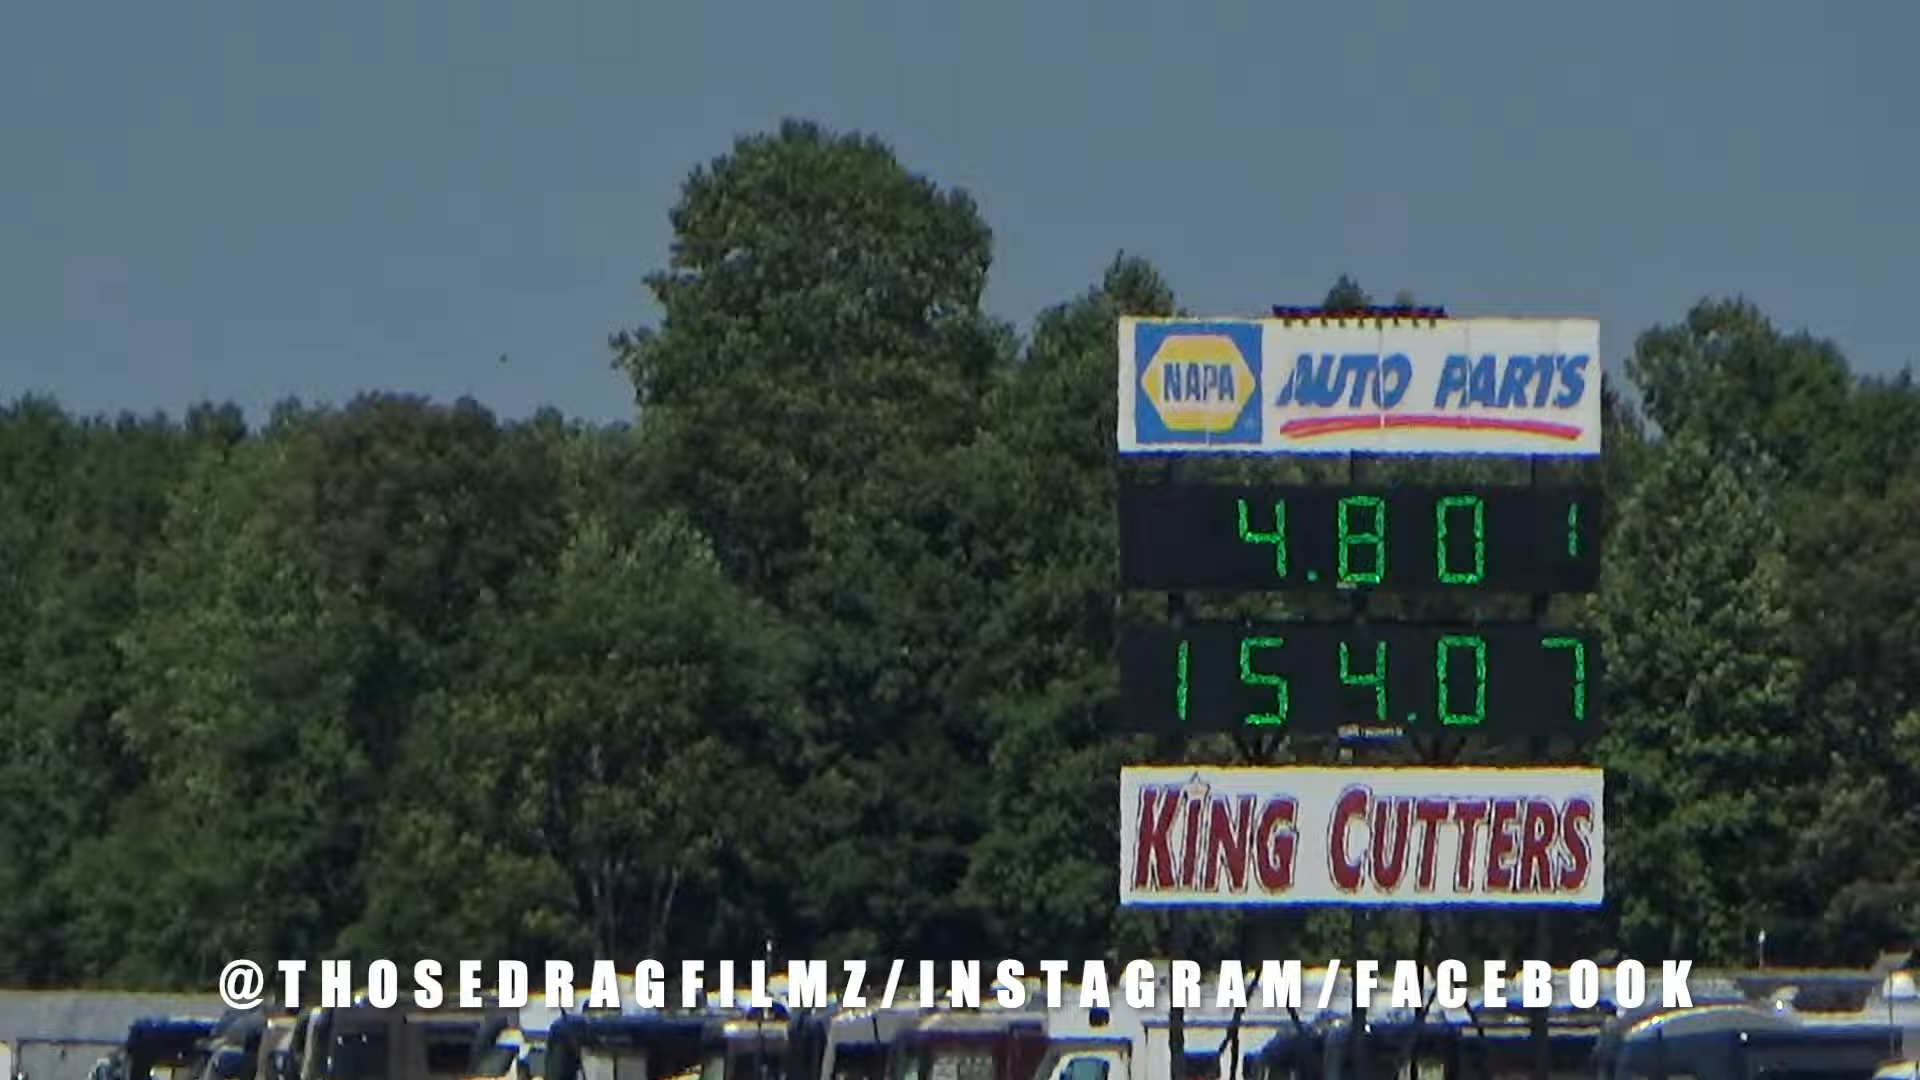 NAPA AUTO PARTS
4.801
154.07
KING CUTTERS
@THOSEDRAGFILMZ/INSTAGRAM/FACEBOOK